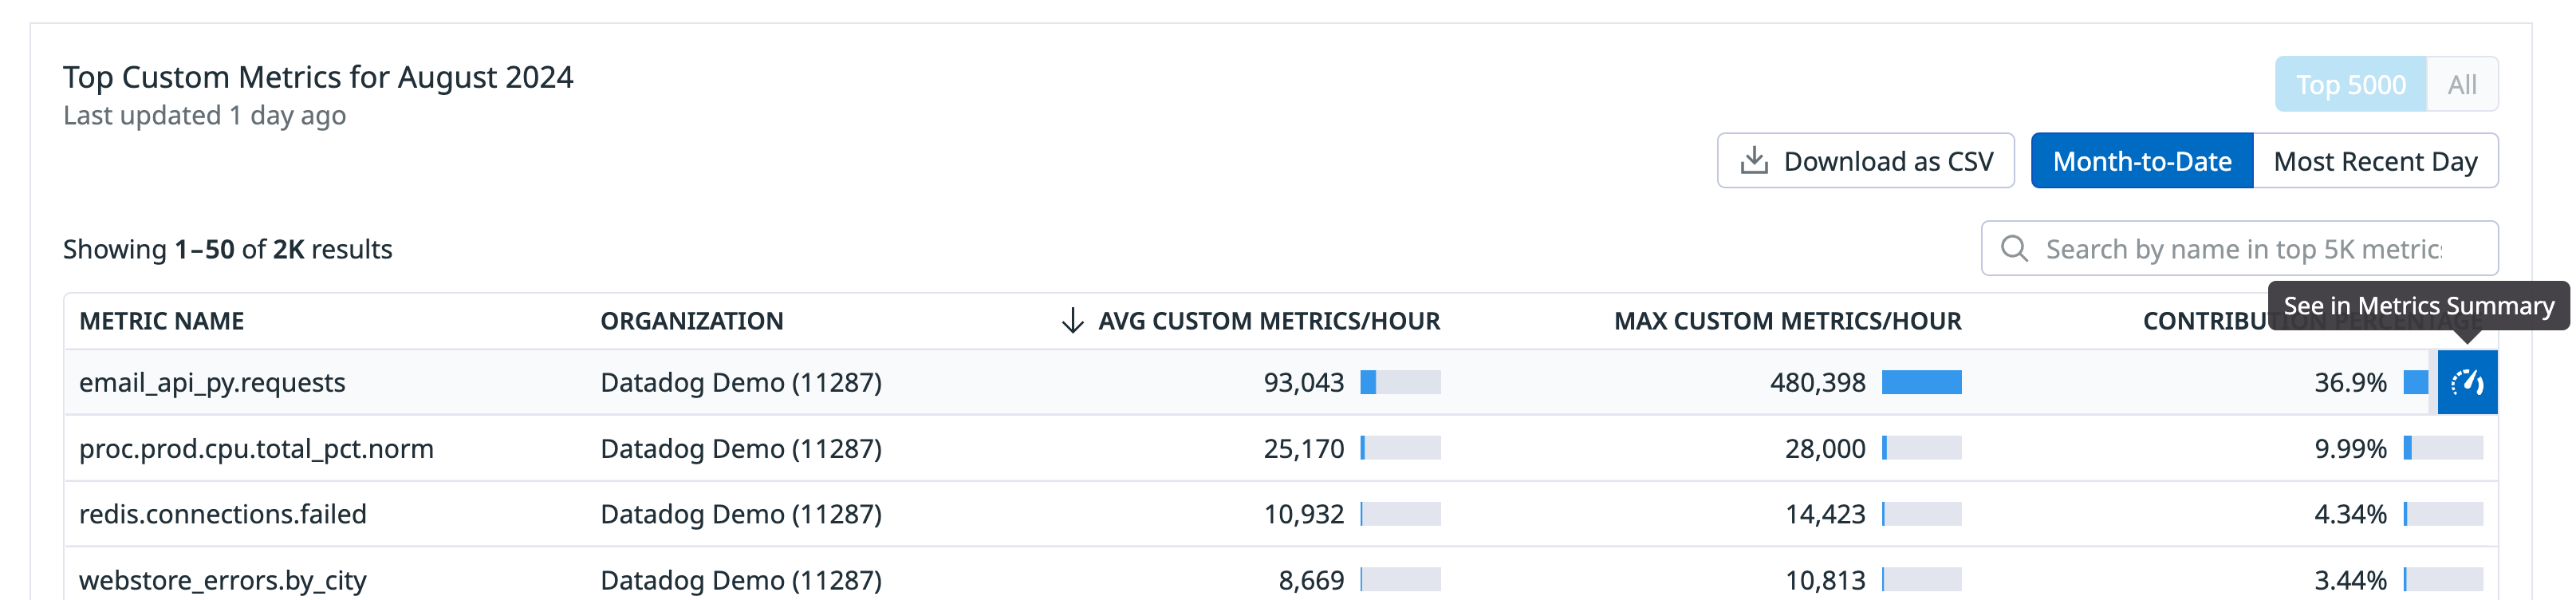 Top Custom Metrics for August 2024
Last updated 1 day ago
Top 5000 All
Download as CSV Month-to-Date Most Recent Day
Showing 1–50 of 2K results
Search by name in top 5K metrics
See in Metrics Summary
METRIC NAME ORGANIZATION AVG CUSTOM METRICS/HOUR MAX CUSTOM METRICS/HOUR CONTRIBUTION PERCENTAGE
email_api_py.requests Datadog Demo (11287) 93,043 480,398 36.9%
proc.prod.cpu.total_pct.norm Datadog Demo (11287) 25,170 28,000 9.99%
redis.connections.failed Datadog Demo (11287) 10,932 14,423 4.34%
webstore_errors.by_city Datadog Demo (11287) 8,669 10,813 3.44%